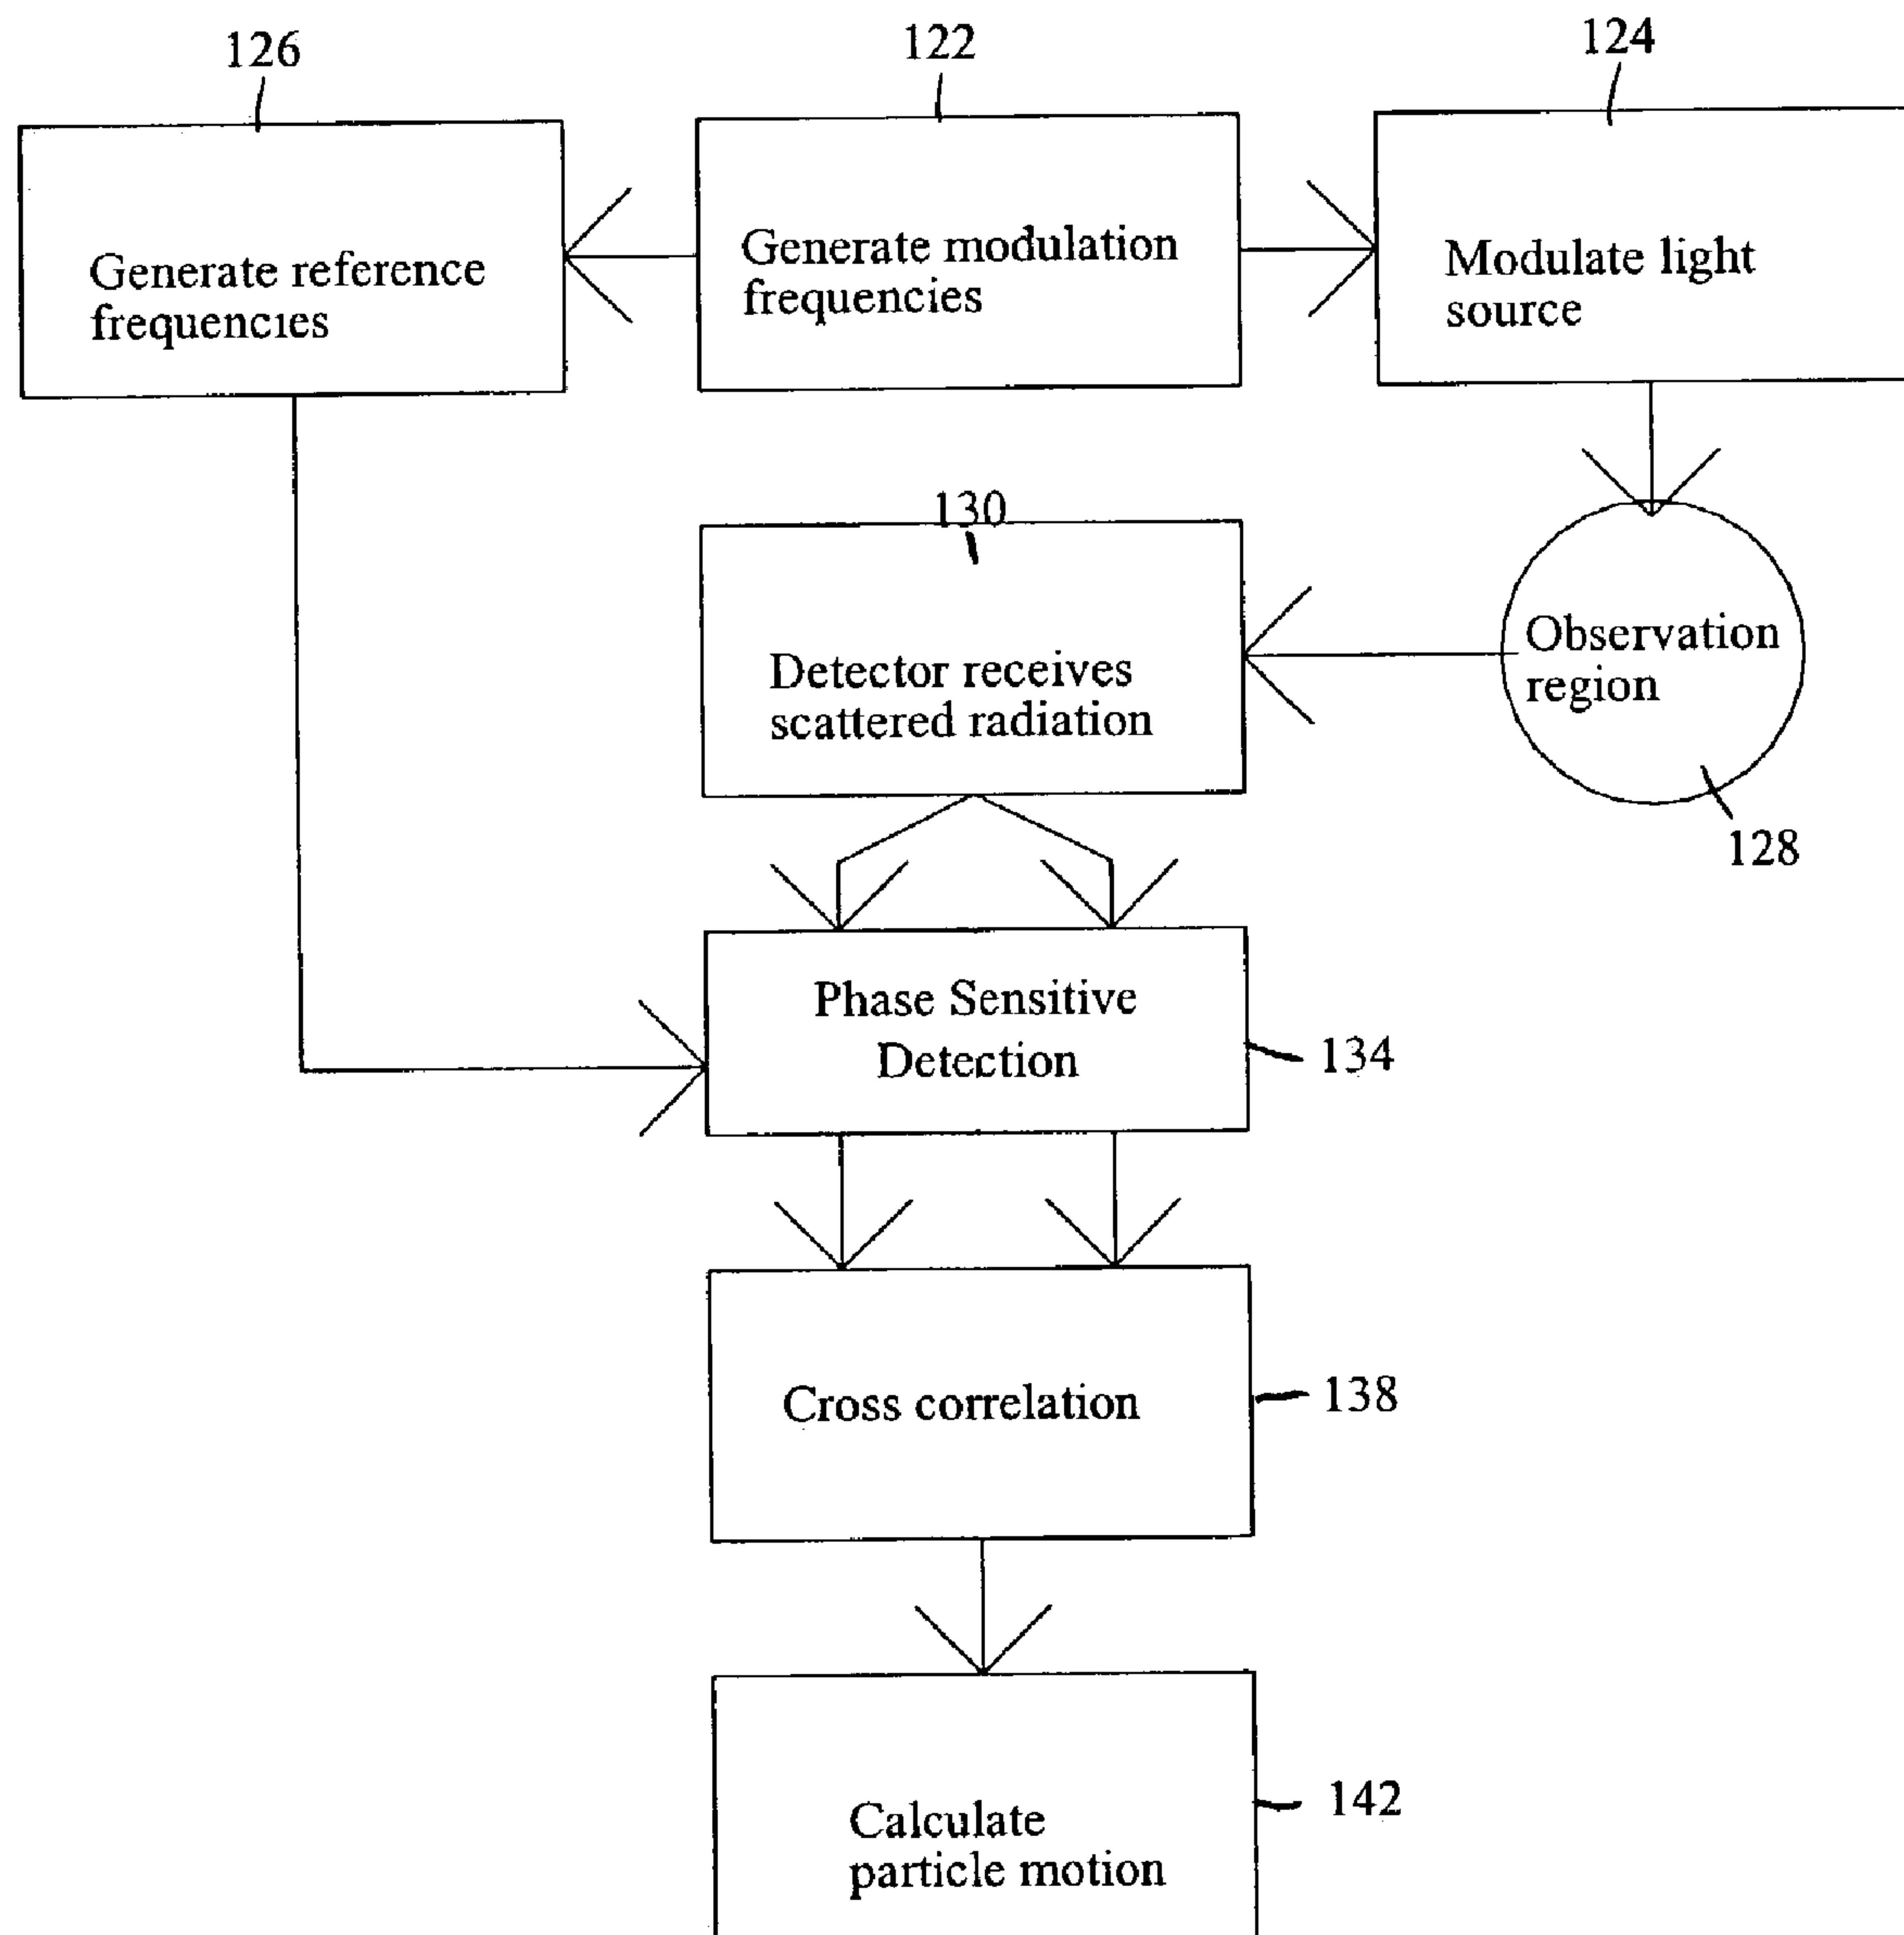 126
122
124
Generate reference
frequencies
Generate modulation
frequencies
Modulate light
source
130
Detector receives
scattered radiation
Observation
region
128
Phase Sensitive
Detection
134
Cross correlation
138
142
Calculate
particle motion